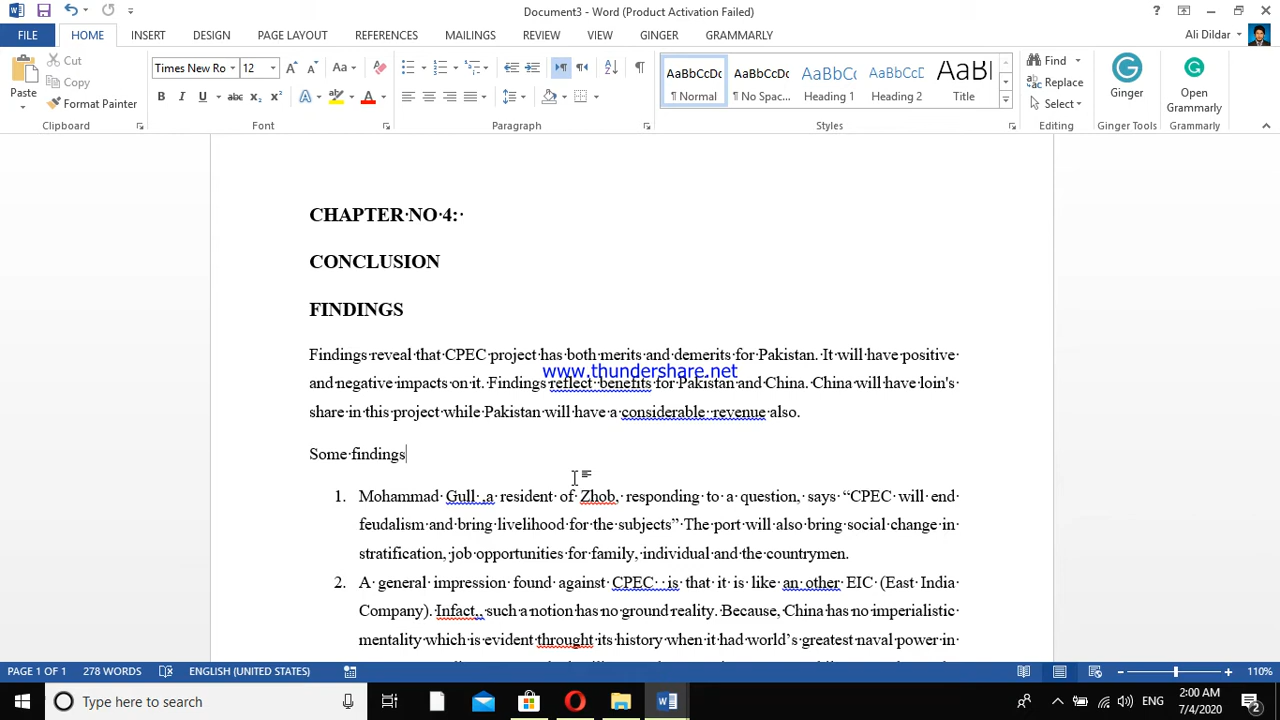 Document3 - Word (Product Activation Failed)
FILE HOME INSERT DESIGN PAGE LAYOUT REFERENCES MAILINGS REVIEW VIEW GINGER GRAMMARLY Ali Dildar
Paste
Cut
Copy
Format Painter
Clipboard
Times New Ro 12
Font
Paragraph
AaBbCcDc AaBbCcDc AaBbCc AaBbCcE AaBl
¶ Normal ¶ No Spac... Heading 1 Heading 2 Title
Styles
Find
Replace
Select
Editing
Ginger
Ginger Tools
Open Grammarly
Grammarly
CHAPTER NO 4:
CONCLUSION
FINDINGS
Findings reveal that CPEC project has both merits and demerits for Pakistan. It will have positive
and negative impacts on it. Findings reflect benefits for Pakistan and China. China will have loin's
share in this project while Pakistan will have a considerable revenue also.
www.thundershare.net
Some findings
1. Mohammad Gull ,a resident of Zhob, responding to a question, says “CPEC will end
feudalism and bring livelihood for the subjects” The port will also bring social change in
stratification, job opportunities for family, individual and the countrymen.
2. A general impression found against CPEC is that it is like an other EIC (East India
Company). Infact,, such a notion has no ground reality. Because, China has no imperialistic
mentality which is evident throught its history when it had world’s greatest naval power in
PAGE 1 OF 1 278 WORDS ENGLISH (UNITED STATES) 110%
Type here to search
ENG
2:00 AM
7/4/2020
2